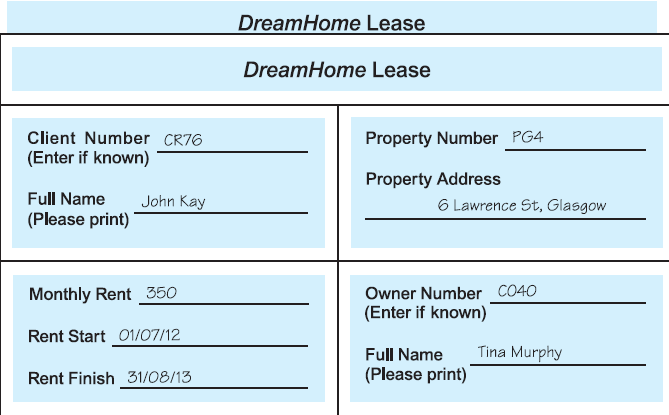 DreamHome Lease
DreamHome Lease
Client Number CR76
(Enter if known)
Full Name John Kay
(Please print)
Property Number PG4
Property Address
6 Lawrence St, Glasgow
Monthly Rent 350
Rent Start 01/07/12
Rent Finish 31/08/13
Owner Number CO40
(Enter if known)
Full Name Tina Murphy
(Please print)